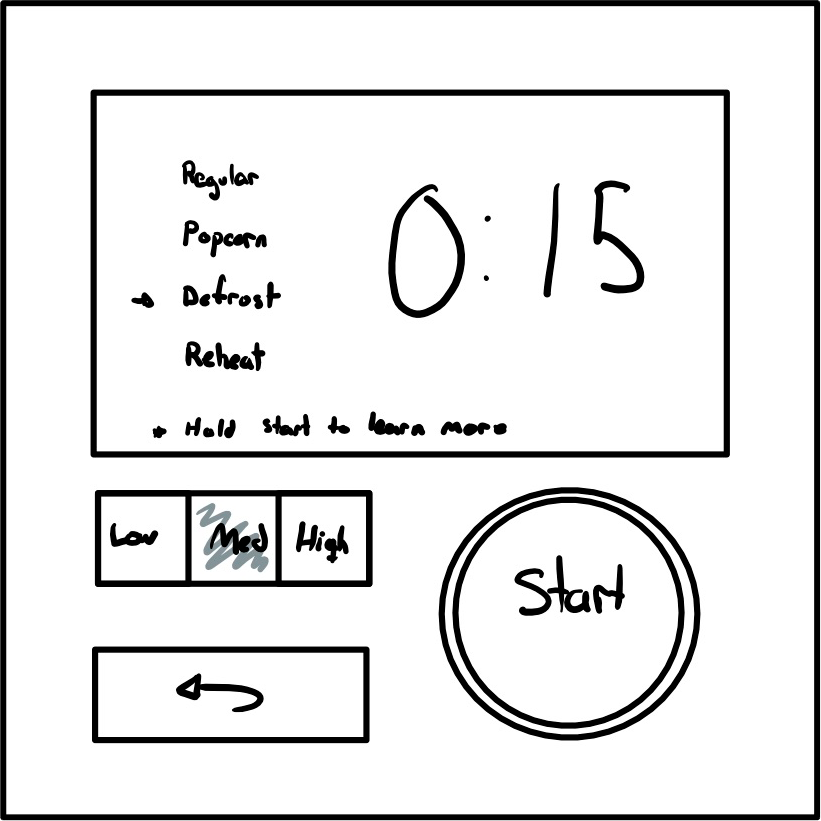 Regular
Popcorn
Defrost
Reheat
0:15
* Hold start to learn more
Low Med High
Start